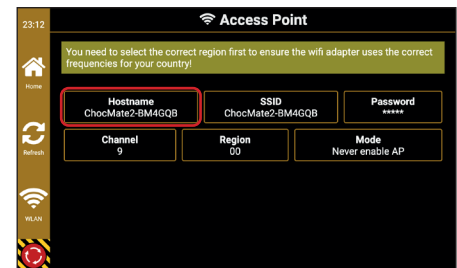 23:12
Access Point
You need to select the correct region first to ensure the wifi adapter uses the correct
frequencies for your country!
Home
Hostname
ChocMate2-BM4GQB
SSID
ChocMate2-BM4GQB
Password
*****
Refresh
Channel
9
Region
00
Mode
Never enable AP
WLAN